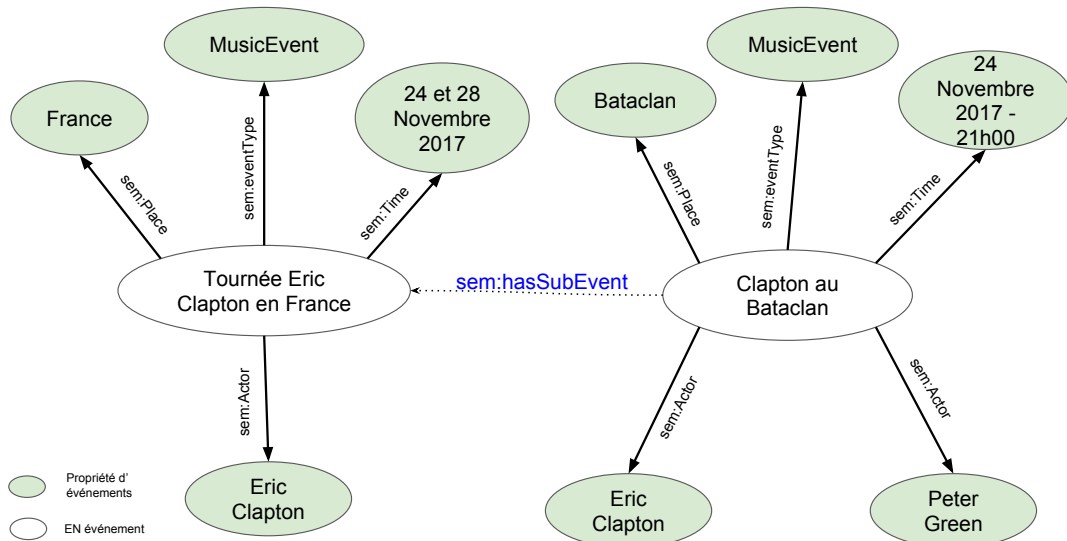 MusicEvent
France
24 et 28
Novembre
2017
sem:Place
sem:eventType
sem:Time
Tournée Eric
Clapton en France
sem:Actor
Eric
Clapton
sem:hasSubEvent
MusicEvent
Bataclan
24
Novembre
2017 -
21h00
sem:Place
sem:eventType
sem:Time
Clapton au
Bataclan
sem:Actor
sem:Actor
Eric
Clapton
Peter
Green
Propriété d’
événements
EN événement